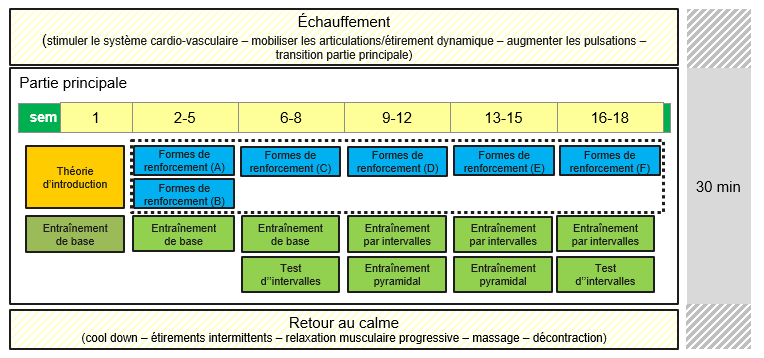 Échauffement
(stimuler le système cardio-vasculaire – mobiliser les articulations/étirement dynamique – augmenter les pulsations –
transition partie principale)
Partie principale
sem 1 2-5 6-8 9-12 13-15 16-18
Théorie
d'introduction
Formes de
renforcement (A)
Formes de
renforcement (C)
Formes de
renforcement (D)
Formes de
renforcement (E)
Formes de
renforcement (F)
Formes de
renforcement (B)
30 min
Entraînement
de base
Entraînement
de base
Entraînement
de base
Entraînement
par intervalles
Entraînement
par intervalles
Entraînement
par intervalles
Test
d''intervalles
Entraînement
pyramidal
Entraînement
pyramidal
Test
d''intervalles
Retour au calme
(cool down – étirements intermittents – relaxation musculaire progressive – massage – décontraction)